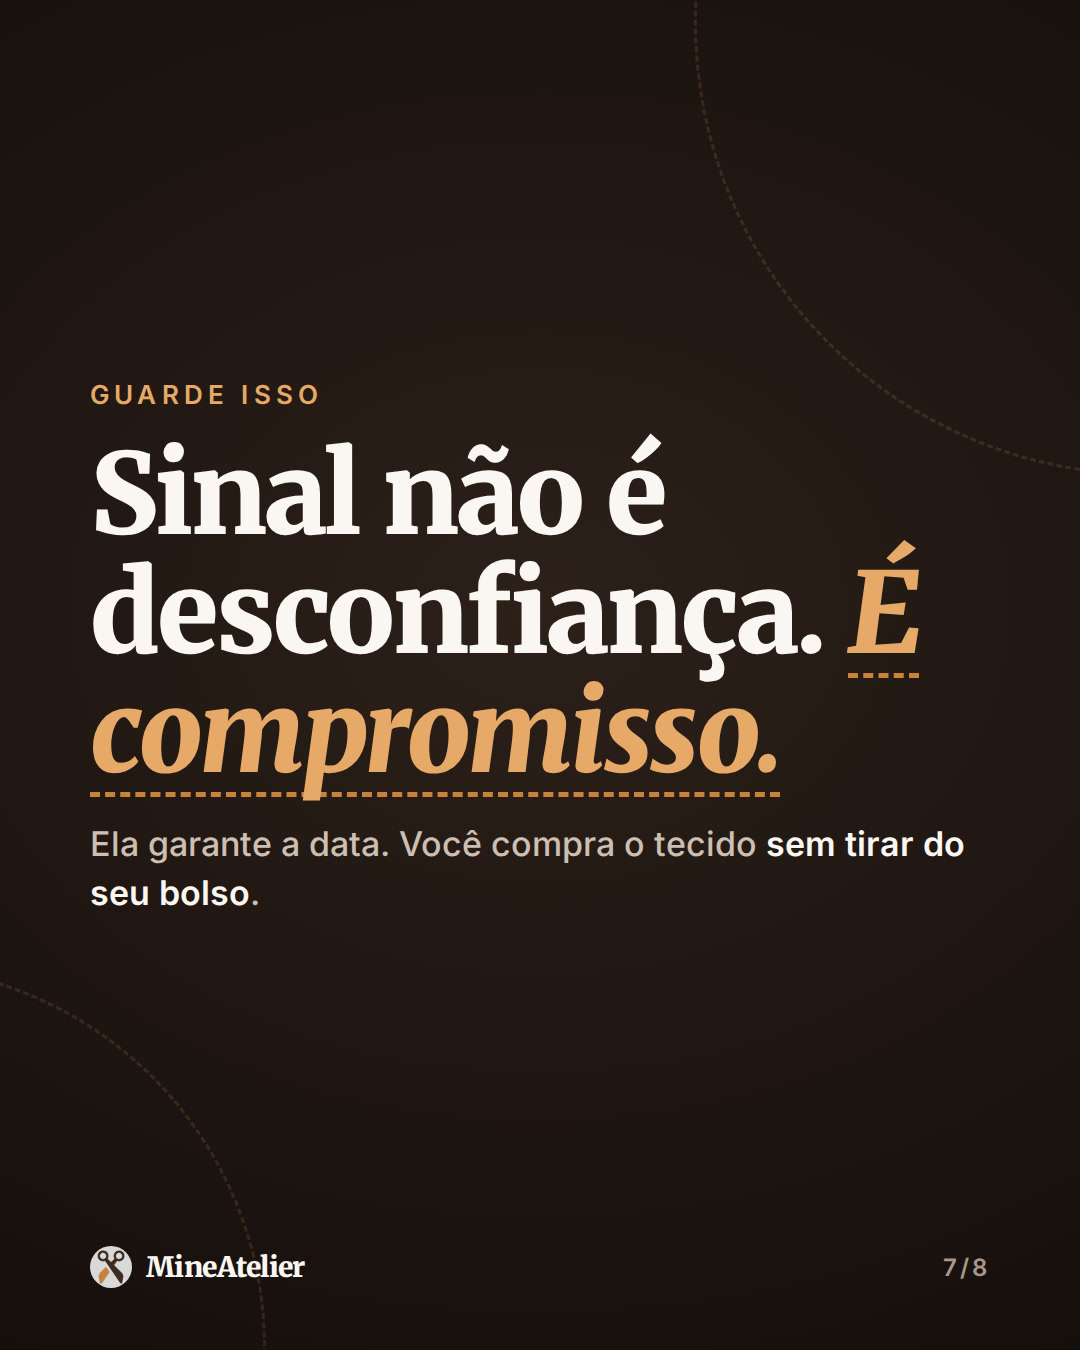 GUARDE ISSO
Sinal não é
desconfiança. É
compromisso.
Ela garante a data. Você compra o tecido sem tirar do
seu bolso.
MineAtelier
7/8